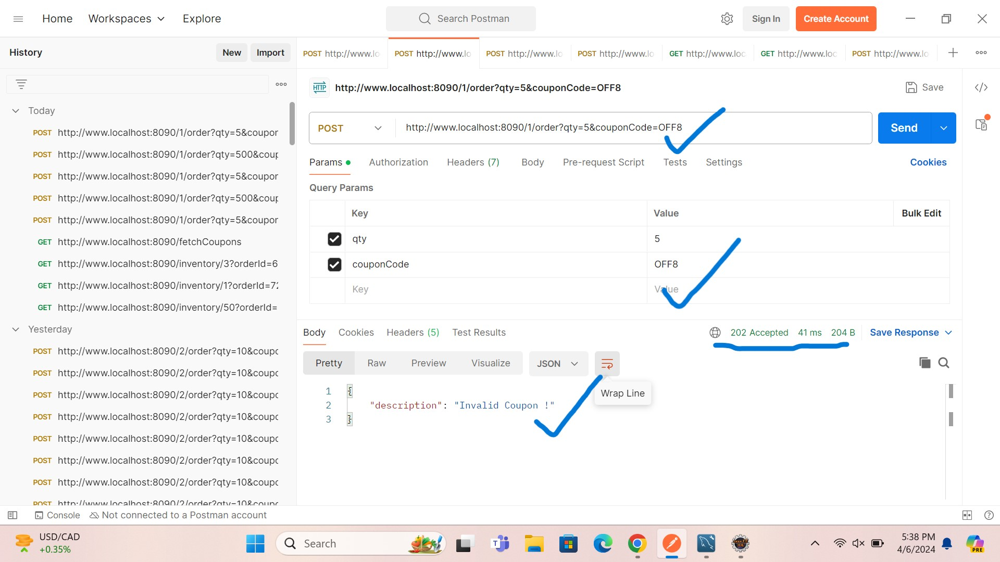 Home Workspaces Explore Search Postman Sign In Create Account
History New Import
POST http://www.lo POST http://www.lo POST http://www.lo POST http://www.lo GET http://www.loc GET http://www.loc POST http://www.lo
HTTP http://www.localhost:8090/1/order?qty=5&couponCode=OFF8 Save
Today
POST http://www.localhost:8090/1/order?qty=5&coupor
POST http://www.localhost:8090/1/order?qty=500&coup
POST http://www.localhost:8090/1/order?qty=5&coupor
POST http://www.localhost:8090/1/order?qty=500&coup
POST http://www.localhost:8090/1/order?qty=5&coupor
GET http://www.localhost:8090/fetchCoupons
GET http://www.localhost:8090/inventory/3?orderId=6
GET http://www.localhost:8090/inventory/1?orderId=72
GET http://www.localhost:8090/inventory/50?orderId=
Yesterday
POST http://www.localhost:8090/2/order?qty=10&coupc
POST http://www.localhost:8090/2/order?qty=10&coupc
POST http://www.localhost:8090/2/order?qty=10&coupc
POST http://www.localhost:8090/2/order?qty=10&coupc
POST http://www.localhost:8090/2/order?qty=10&coupc
POST http://www.localhost:8090/2/order?qty=10&coupc
POST http://www.localhost:8090/2/order?qty=10&coupc
POST http://www.localhost:8090/2/order?qty=10&coupc
POST http://www.localhost:8090/1/order?qty=5&couponCode=OFF8 Send
Params Authorization Headers (7) Body Pre-request Script Tests Settings Cookies
Query Params
Key Value Bulk Edit
qty 5
couponCode OFF8
Key Value
Body Cookies Headers (5) Test Results 202 Accepted 41 ms 204 B Save Response
Pretty Raw Preview Visualize JSON
Wrap Line
1 {
2 "description": "Invalid Coupon !"
3 }
Console Not connected to a Postman account
USD/CAD
+0.35%
Search
5:38 PM
4/6/2024
PRE